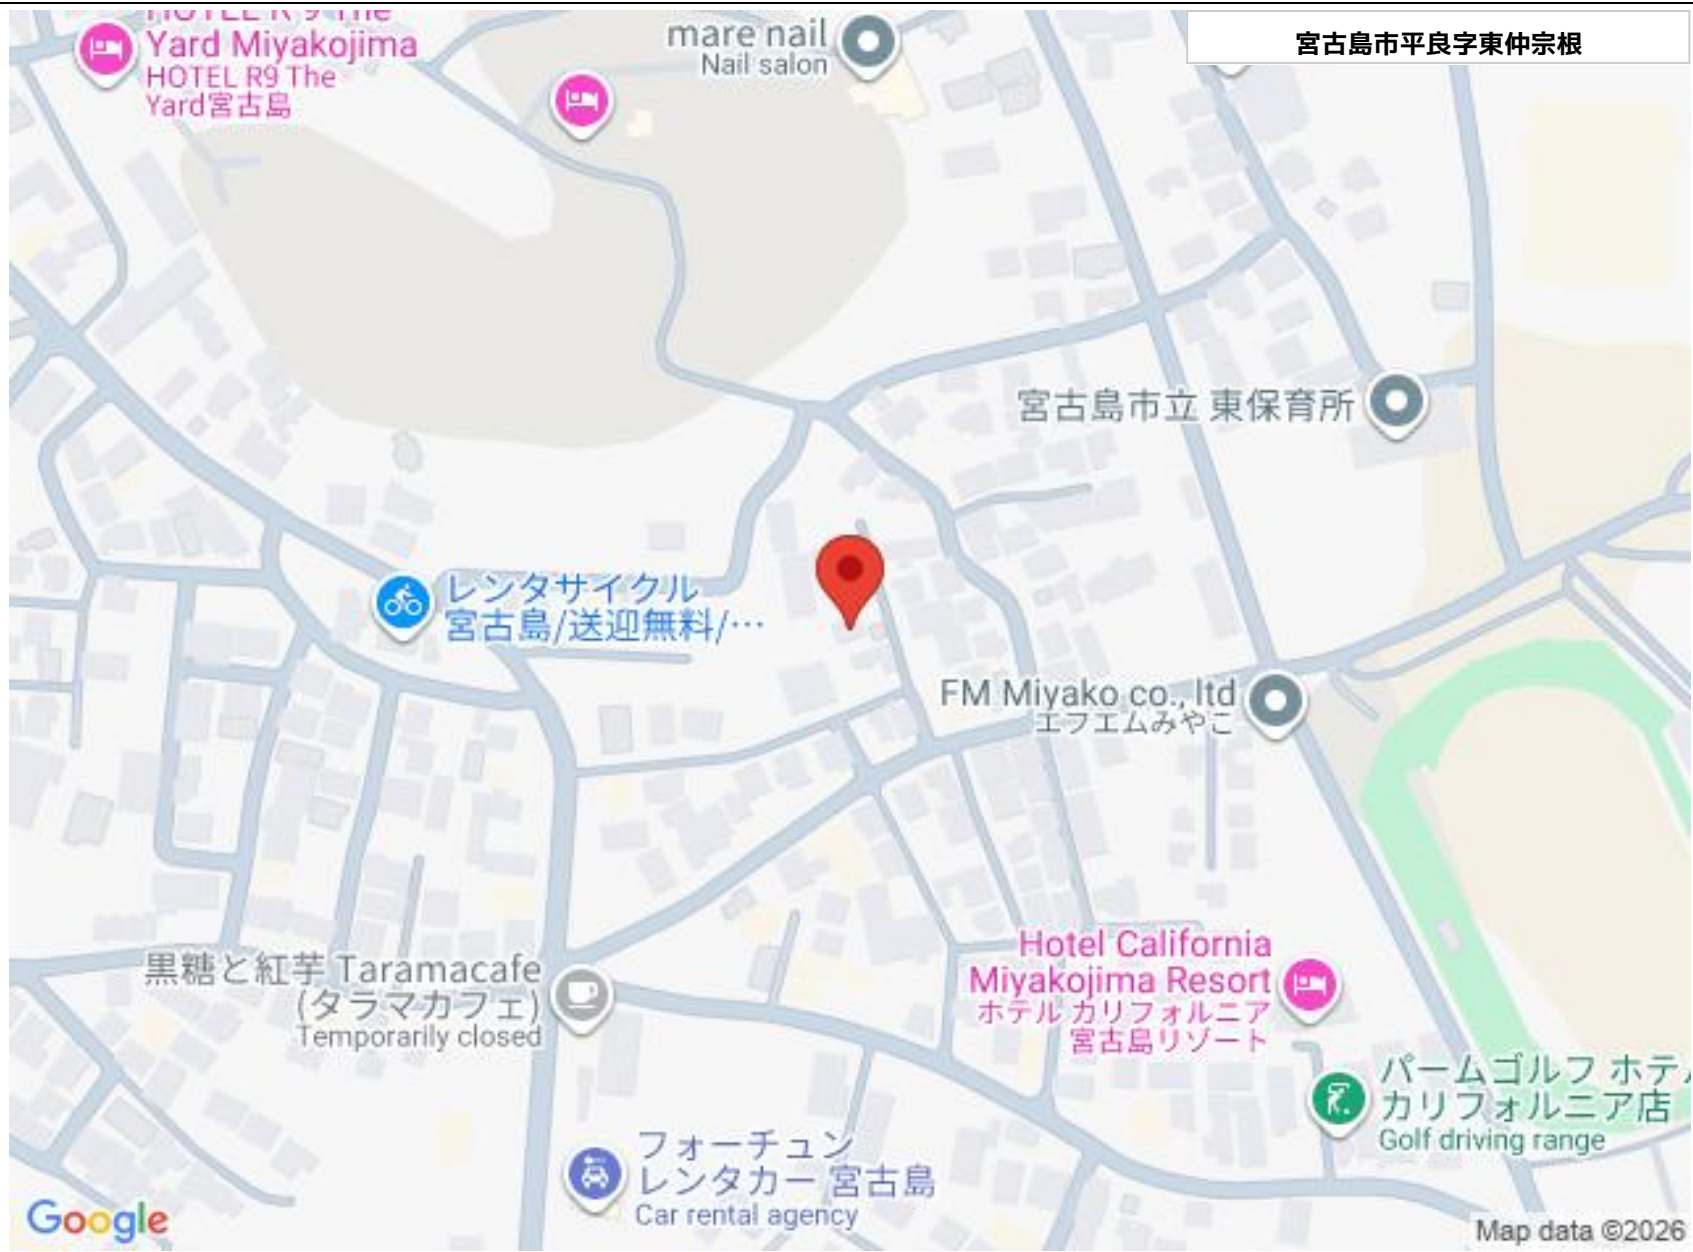 宮古島市平良字東仲宗根
HOTEL R 9 The
Yard Miyakojima
HOTEL R9 The
Yard宮古島
mare nail
Nail salon
宮古島市立 東保育所
レンタサイクル
宮古島/送迎無料/…
FM Miyako co., ltd
エフエムみやこ
黒糖と紅芋 Taramacafe
(タラマカフェ)
Temporarily closed
Hotel California
Miyakojima Resort
ホテル カリフォルニア
宮古島リゾート
パームゴルフ ホテル
カリフォルニア店
Golf driving range
フォーチュン
レンタカー 宮古島
Car rental agency
Google
Map data ©2026